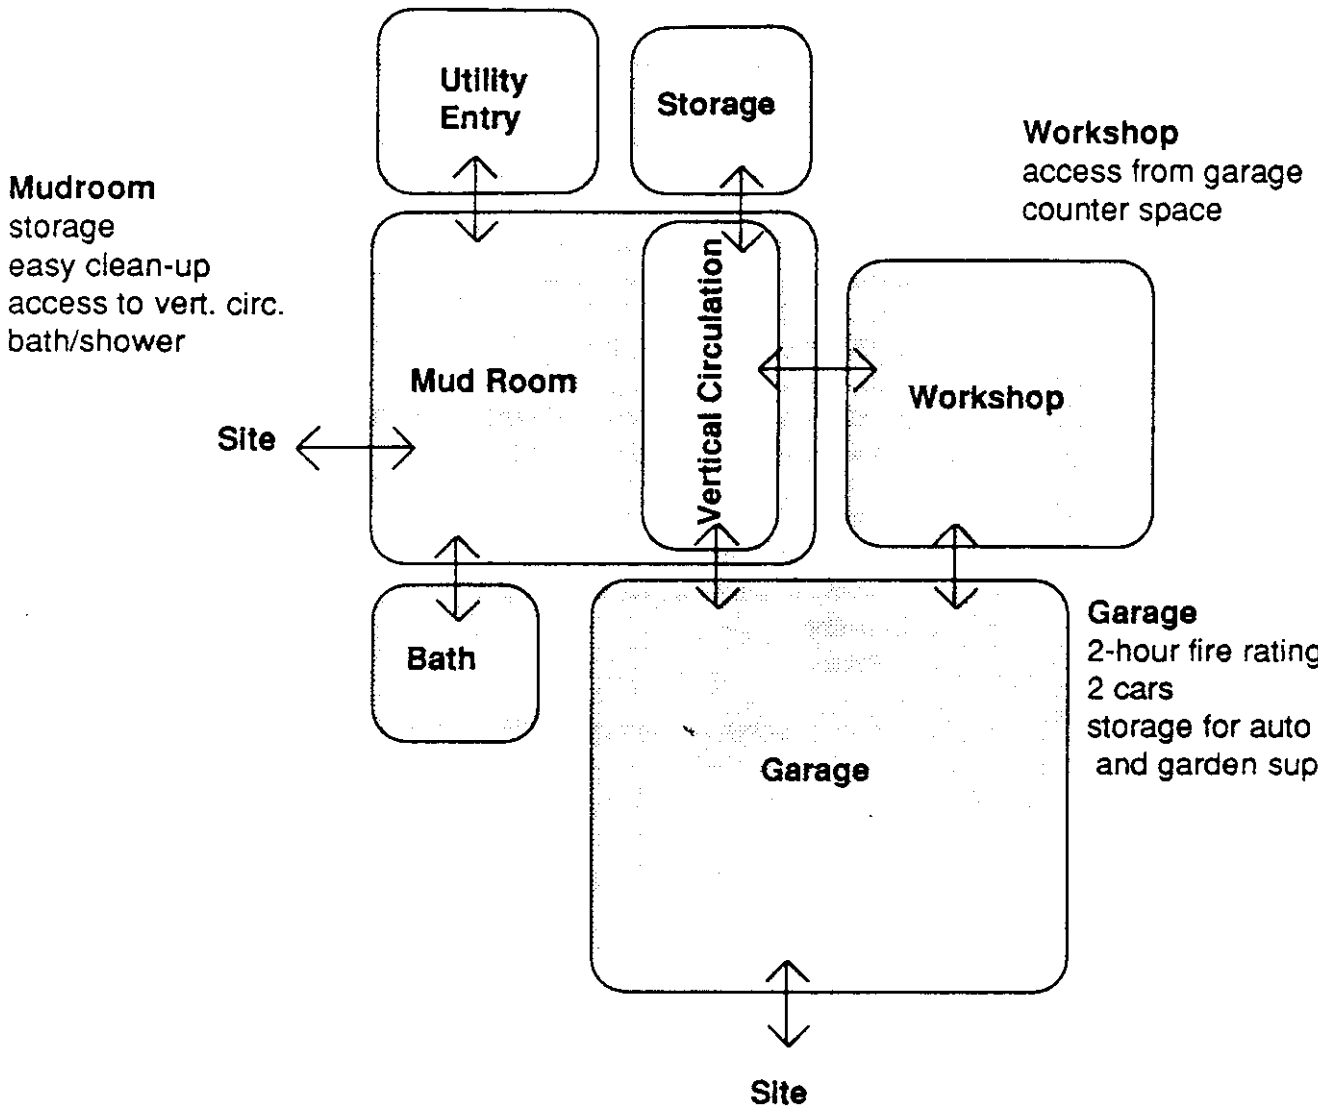 Utility
Entry
Storage
Workshop
access from garage
counter space
Mudroom
storage
easy clean-up
access to vert. circ.
bath/shower
Mud Room
Vertical Circulation
Workshop
Site
Bath
Garage
2-hour fire rating
2 cars
storage for auto
and garden sup
Garage
Site